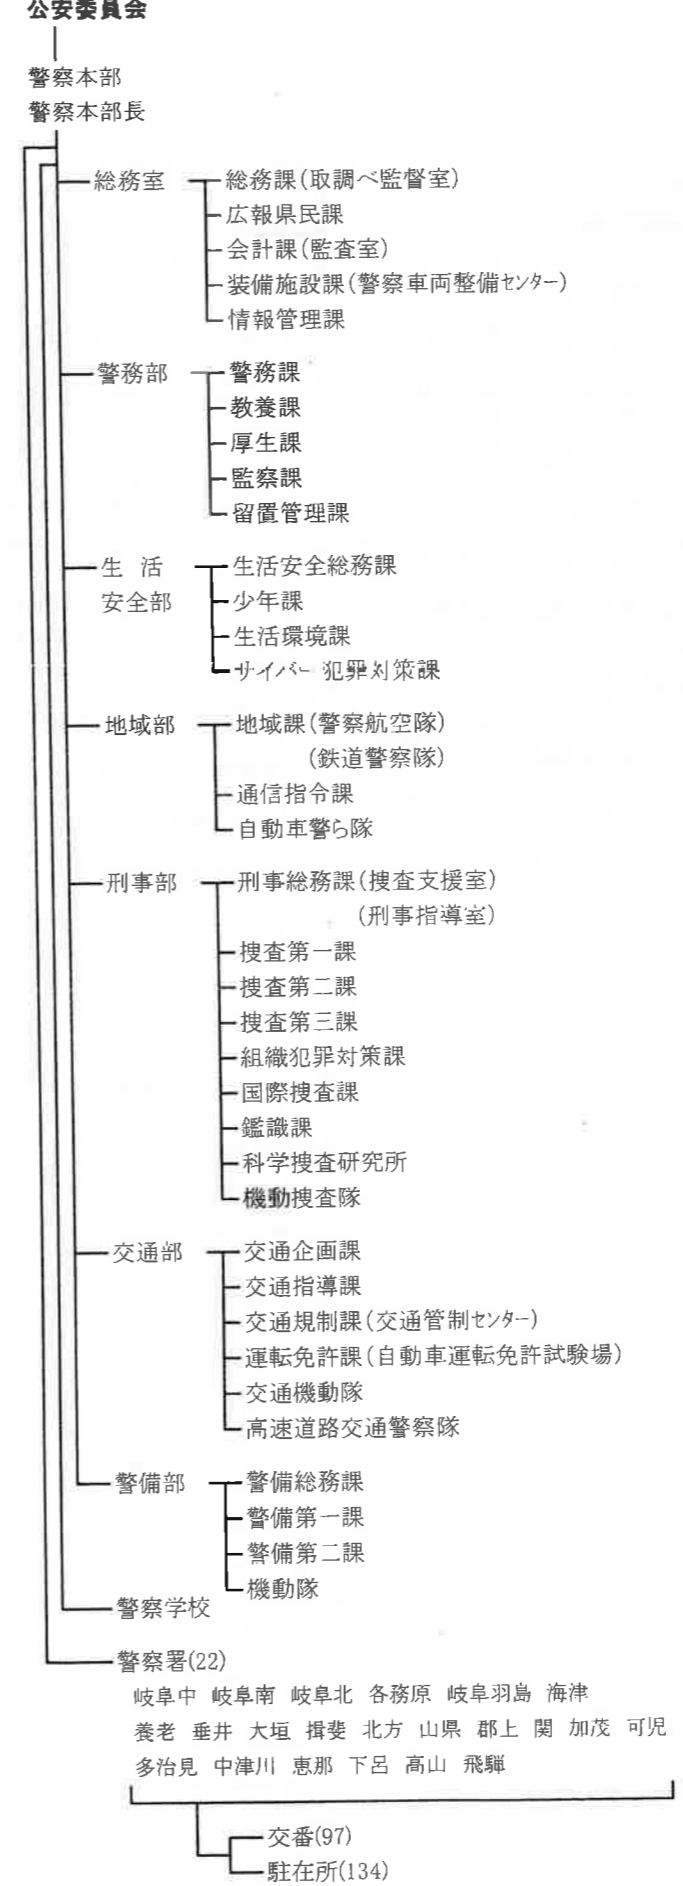 公安委員会
警察本部
警察本部長
総務室 総務課(取調べ監督室)
広報県民課
会計課(監査室)
装備施設課(警察車両整備センター)
情報管理課
警務部 警務課
教養課
厚生課
監察課
留置管理課
生活 生活安全総務課
安全部 少年課
生活環境課
サイバー犯罪対策課
地域部 地域課(警察航空隊)
(鉄道警察隊)
通信指令課
自動車警ら隊
刑事部 刑事総務課(捜査支援室)
(刑事指導室)
捜査第一課
捜査第二課
捜査第三課
組織犯罪対策課
国際捜査課
鑑識課
科学捜査研究所
機動捜査隊
交通部 交通企画課
交通指導課
交通規制課(交通管制センター)
運転免許課(自動車運転免許試験場)
交通機動隊
高速道路交通警察隊
警備部 警備総務課
警備第一課
警備第二課
機動隊
警察学校
警察署(22)
岐阜中 岐阜南 岐阜北 各務原 岐阜羽島 海津
養老 垂井 大垣 揖斐 北方 山県 郡上 関 加茂 可児
多治見 中津川 恵那 下呂 高山 飛騨
交番(97)
駐在所(134)